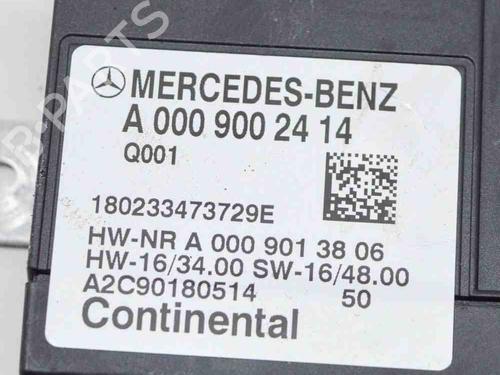 MERCEDES-BENZ
A 000 900 24 14
Q001
180233473729E
HW-NR A 000 901 38 06
HW-16/34.00 SW-16/48.00
A2C90180514 50
Continental